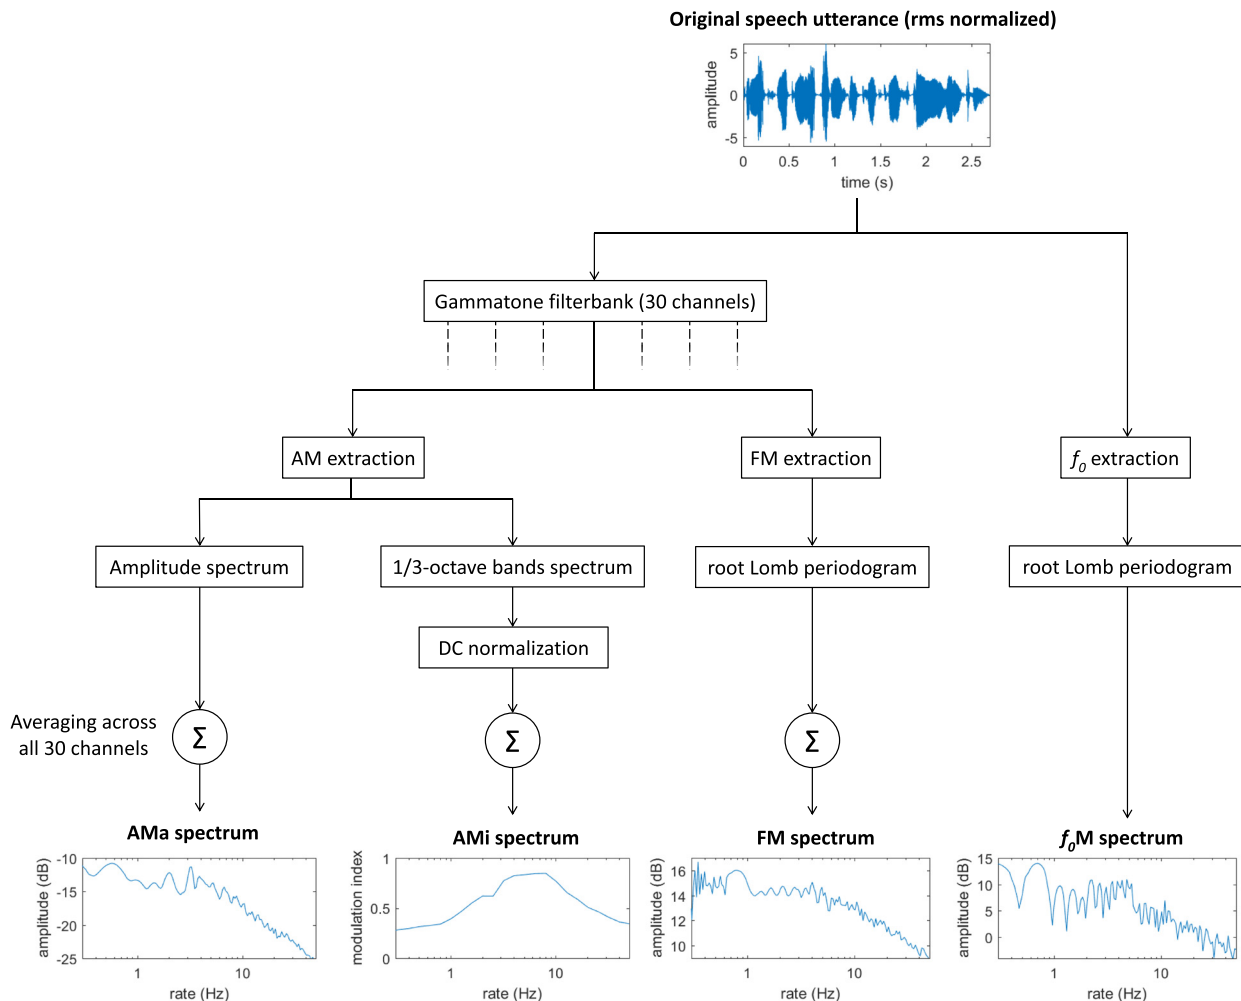 Original speech utterance (rms normalized)
amplitude
5
0
-5
0 0.5 1 1.5 2 2.5
time (s)
Gammatone filterbank (30 channels)
AM extraction
FM extraction
f0 extraction
Amplitude spectrum
1/3-octave bands spectrum
root Lomb periodogram
root Lomb periodogram
DC normalization
Averaging across
all 30 channels
Σ
Σ
Σ
AMa spectrum
AMi spectrum
FM spectrum
f0M spectrum
amplitude (dB)
-10
-15
-20
-25
1 10
rate (Hz)
modulation index
1
0.5
0
1 10
rate (Hz)
amplitude (dB)
16
14
12
10
1 10
rate (Hz)
amplitude (dB)
15
10
5
0
1 10
rate (Hz)